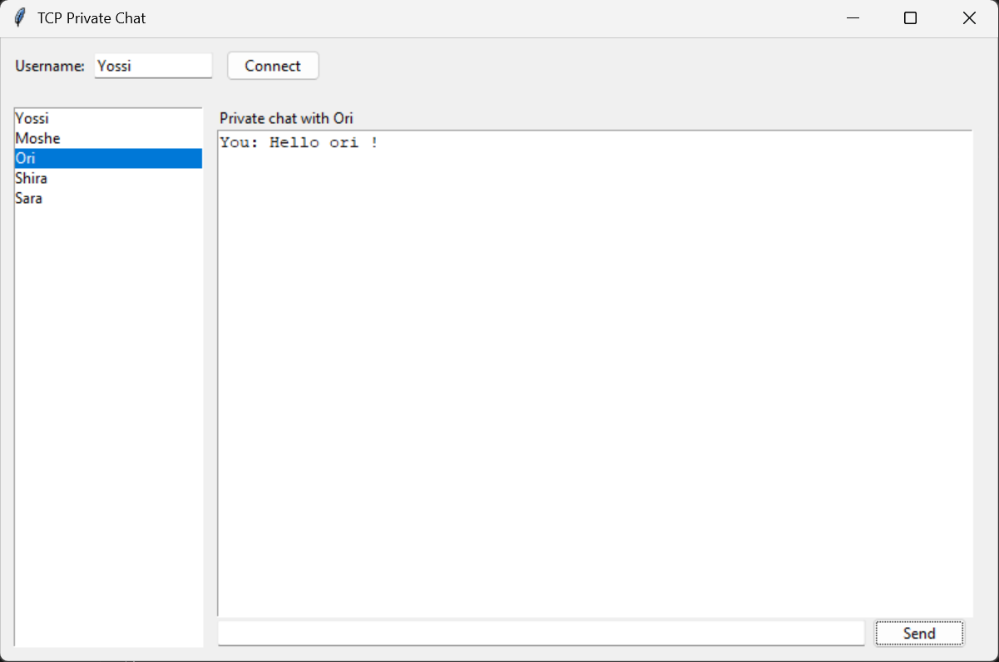 TCP Private Chat
Username: Yossi Connect
Yossi
Moshe
Ori
Shira
Sara
Private chat with Ori
You: Hello ori !
Send